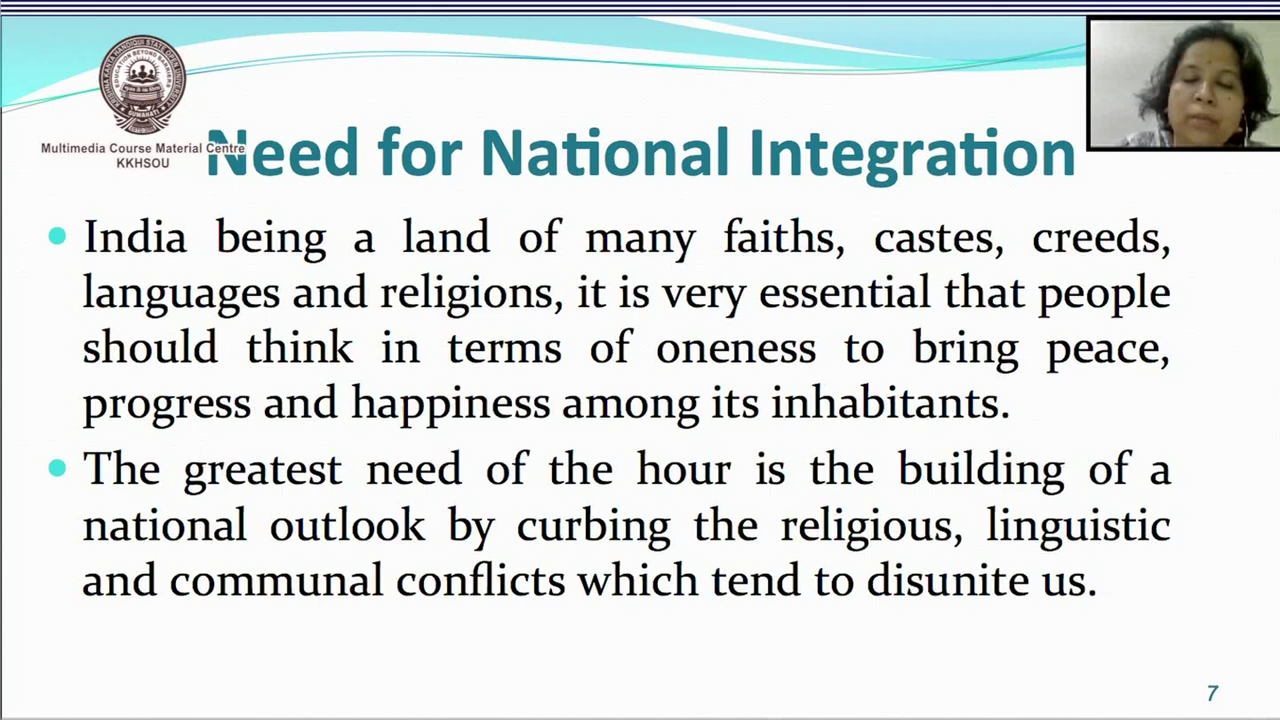 Multimedia Course Material Centre
KKHSOU
Need for National Integration
India being a land of many faiths, castes, creeds,
languages and religions, it is very essential that people
should think in terms of oneness to bring peace,
progress and happiness among its inhabitants.
The greatest need of the hour is the building of a
national outlook by curbing the religious, linguistic
and communal conflicts which tend to disunite us.
7